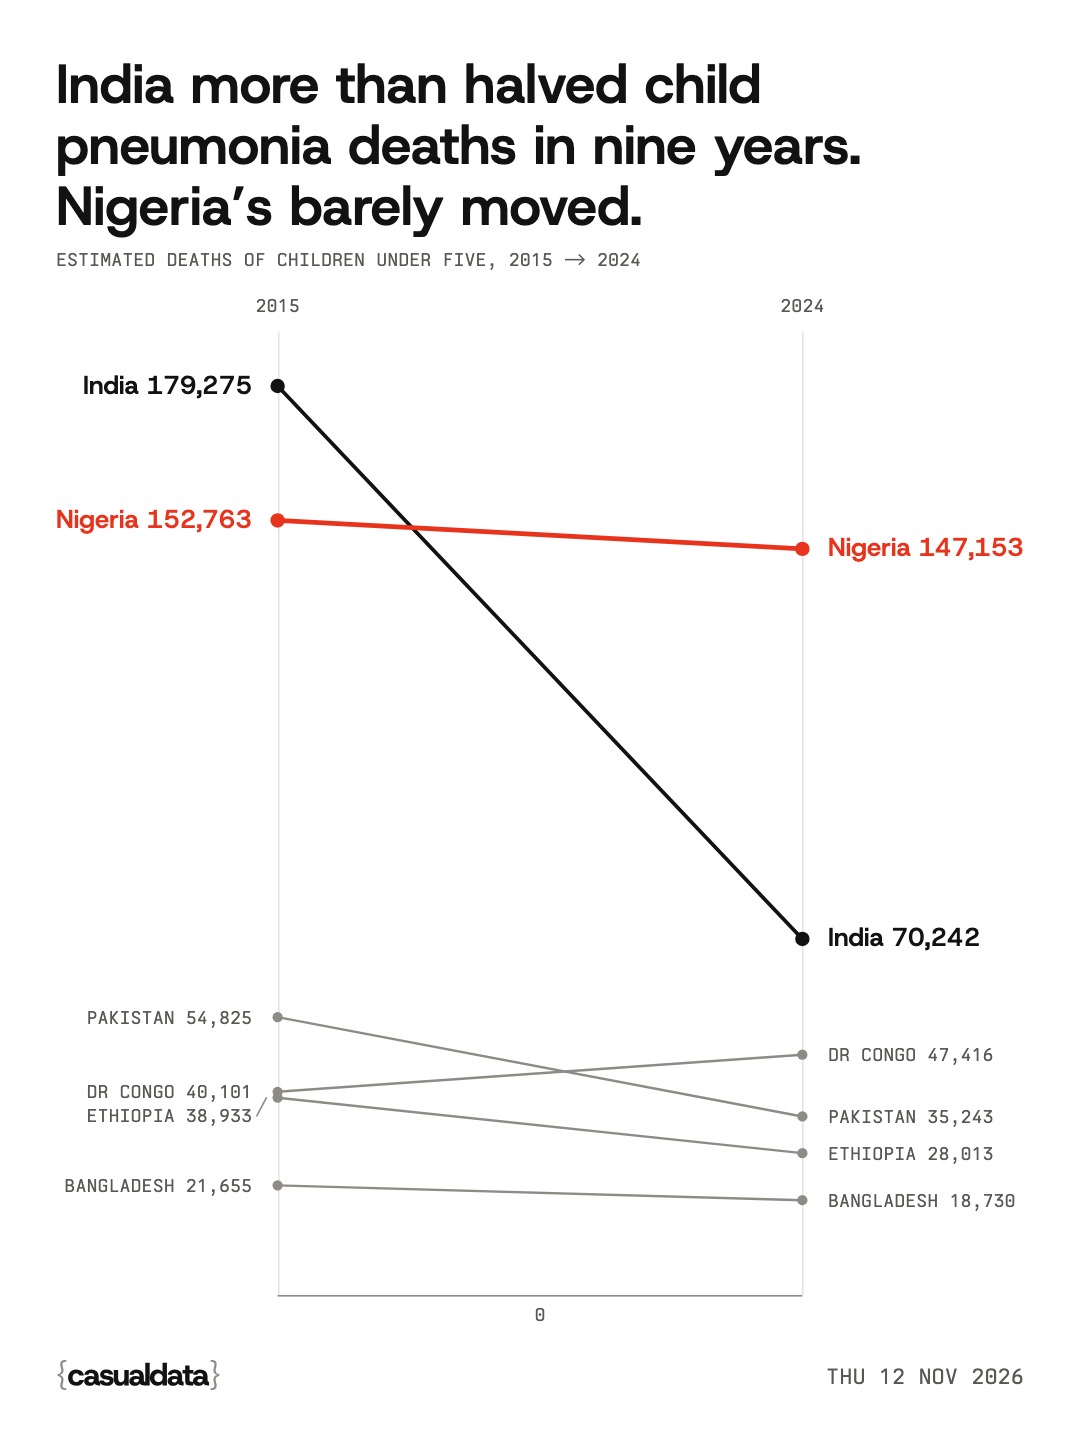 India more than halved child
pneumonia deaths in nine years.
Nigeria’s barely moved.
ESTIMATED DEATHS OF CHILDREN UNDER FIVE, 2015 → 2024
2015
2024
India 179,275
Nigeria 152,763
Nigeria 147,153
India 70,242
PAKISTAN 54,825
DR CONGO 47,416
DR CONGO 40,101
ETHIOPIA 38,933
PAKISTAN 35,243
ETHIOPIA 28,013
BANGLADESH 21,655
BANGLADESH 18,730
0
{casualdata}
THU 12 NOV 2026